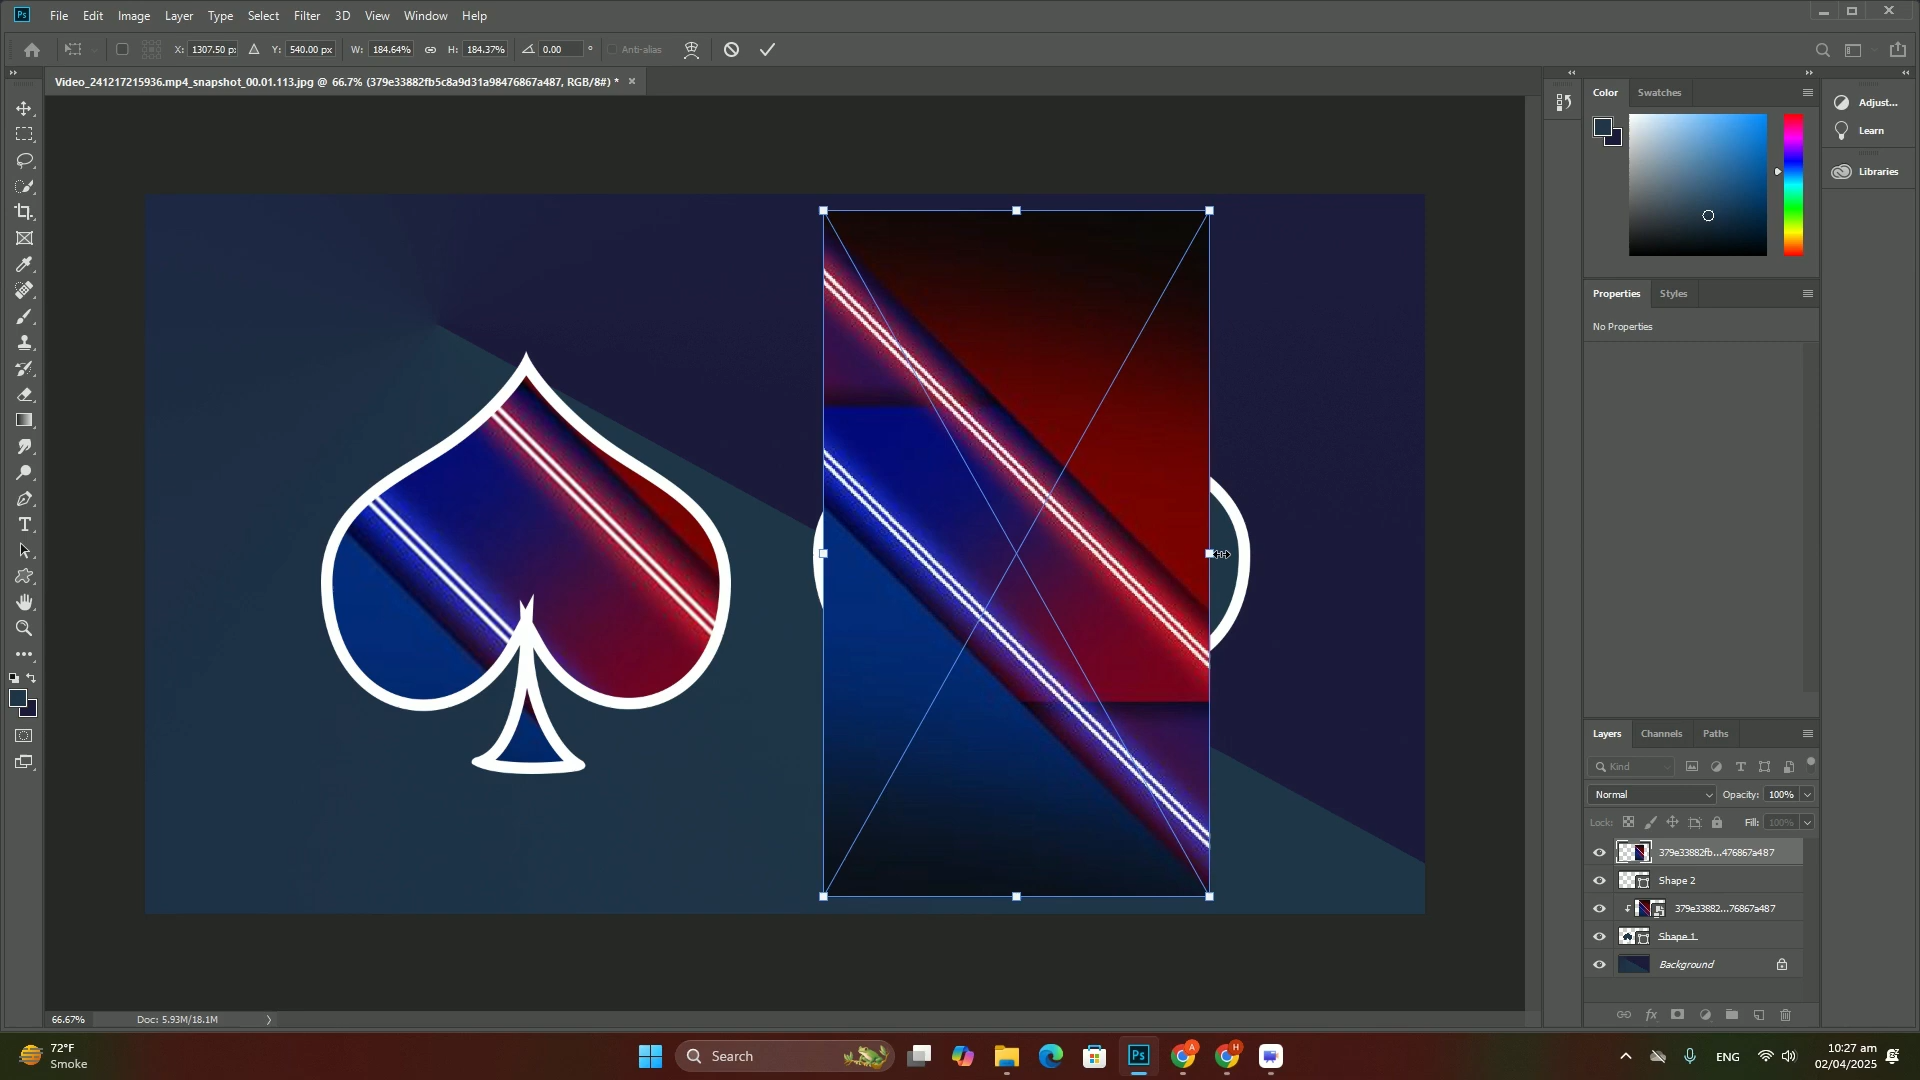 Ps File Edit Image Layer Type Select Filter 3D View Window Help
X: 1307.50 p: Y: 540.00 px W: 184.64% H: 184.37% 0.00 ° Anti-alias
Video_241217215936.mp4_snapshot_00.01.113.jpg @ 66.7% (379e33882fb5c8a9d31a98476867a487, RGB/8#) *
Color Swatches
Adjust...
Learn
Libraries
Properties Styles
No Properties
Layers Channels Paths
Kind
Normal Opacity: 100%
Lock: Fill: 100%
379e33882fb...476867a487
Shape 2
379e33882...76867a487
Shape 1
Background
fx
66.67% Doc: 5.93M/18.1M
72°F
Smoke
Search
Ps
A
H
ENG
10:27 am
02/04/2025